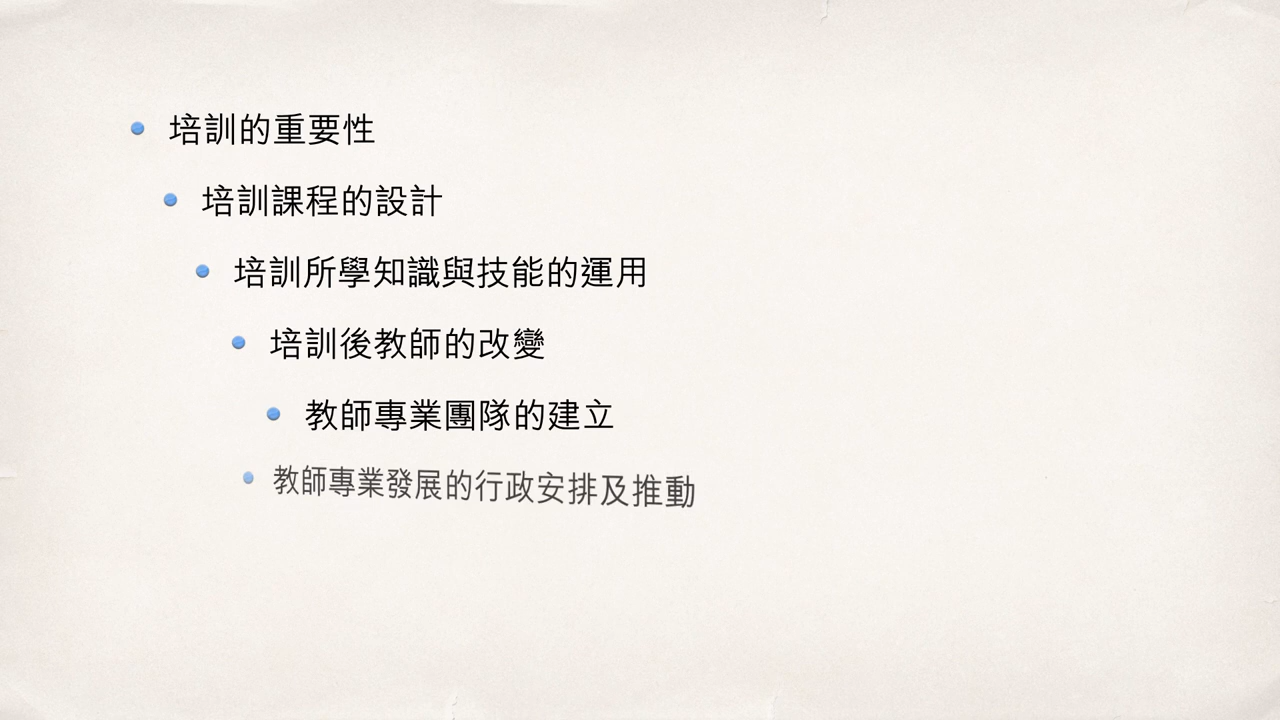 培訓的重要性
培訓課程的設計
培訓所學知識與技能的運用
培訓後教師的改變
教師專業團隊的建立
教師專業發展的行政安排及推動